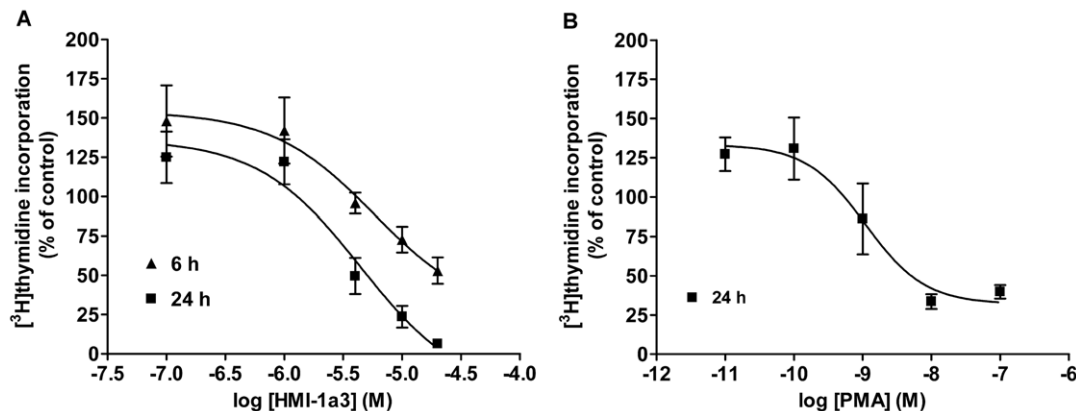 A
[³H]thymidine incorporation
(% of control)
200
175
150
125
100
75
50
25
0
6 h
24 h
-7.5 -7.0 -6.5 -6.0 -5.5 -5.0 -4.5 -4.0
log [HMI-1a3] (M)
B
[³H]thymidine incorporation
(% of control)
200
175
150
125
100
75
50
25
0
24 h
-12 -11 -10 -9 -8 -7 -6
log [PMA] (M)